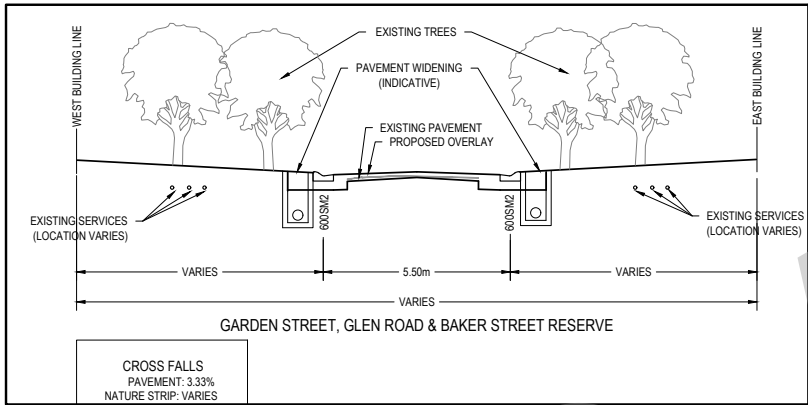 EXISTING TREES
WEST BUILDING LINE
EAST BUILDING LINE
PAVEMENT WIDENING
(INDICATIVE)
EXISTING PAVEMENT
PROPOSED OVERLAY
EXISTING SERVICES
(LOCATION VARIES)
600SM2
600SM2
EXISTING SERVICES
(LOCATION VARIES)
VARIES
5.50m
VARIES
VARIES
GARDEN STREET, GLEN ROAD & BAKER STREET RESERVE
CROSS FALLS
PAVEMENT: 3.33%
NATURE STRIP: VARIES